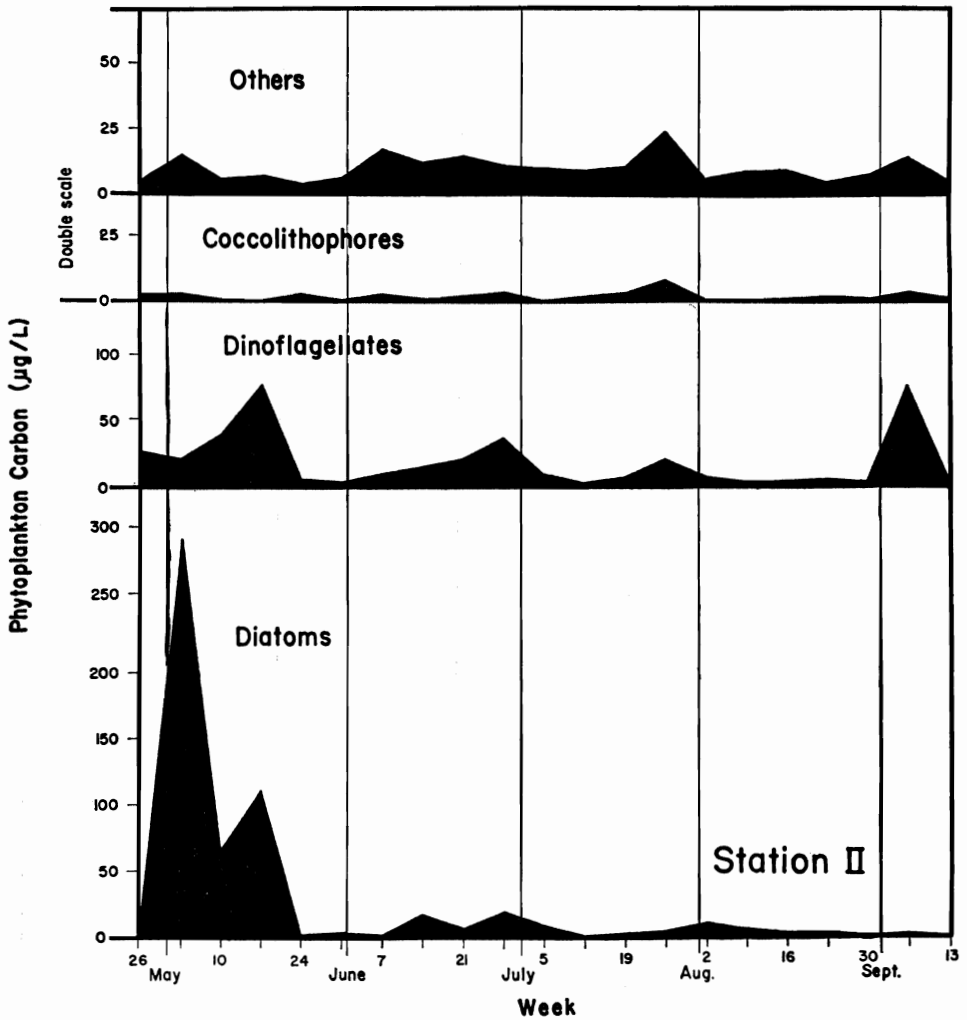 Phytoplankton Carbon (µg/L)
Double scale
50
25
0
Others
25
0
Coccolithophores
100
50
0
Dinoflagellates
300
250
200
150
100
50
0
Diatoms
Station II
26 10 24 7 21 5 19 2 16 30 13
May June July Aug. Sept.
Week